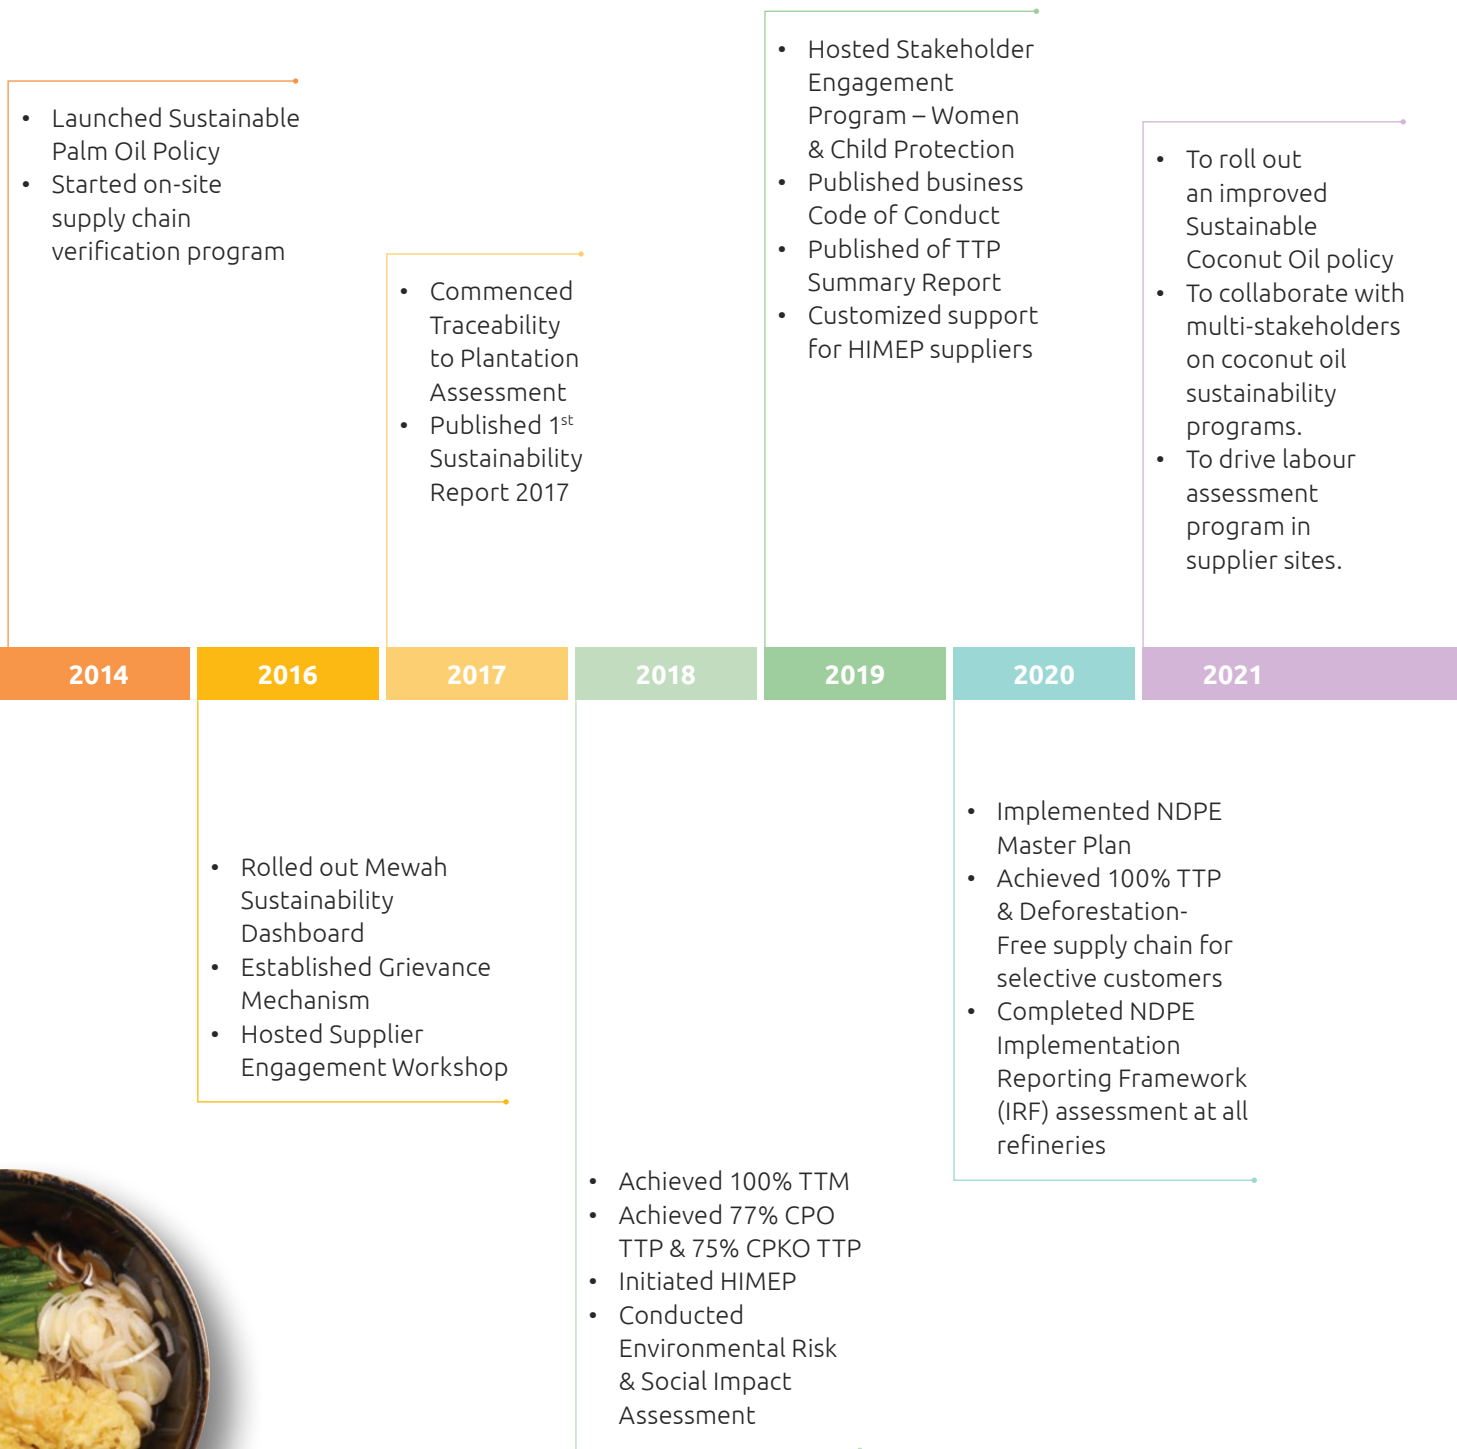 • Launched Sustainable
Palm Oil Policy
• Started on-site
supply chain
verification program
• Commenced
Traceability
to Plantation
Assessment
• Published 1st
Sustainability
Report 2017
• Hosted Stakeholder
Engagement
Program – Women
& Child Protection
• Published business
Code of Conduct
• Published of TTP
Summary Report
• Customized support
for HIMEP suppliers
• To roll out
an improved
Sustainable
Coconut Oil policy
• To collaborate with
multi-stakeholders
on coconut oil
sustainability
programs.
• To drive labour
assessment
program in
supplier sites.
2014 2016 2017 2018 2019 2020 2021
• Rolled out Mewah
Sustainability
Dashboard
• Established Grievance
Mechanism
• Hosted Supplier
Engagement Workshop
• Achieved 100% TTM
• Achieved 77% CPO
TTP & 75% CPKO TTP
• Initiated HIMEP
• Conducted
Environmental Risk
& Social Impact
Assessment
• Implemented NDPE
Master Plan
• Achieved 100% TTP
& Deforestation-
Free supply chain for
selective customers
• Completed NDPE
Implementation
Reporting Framework
(IRF) assessment at all
refineries